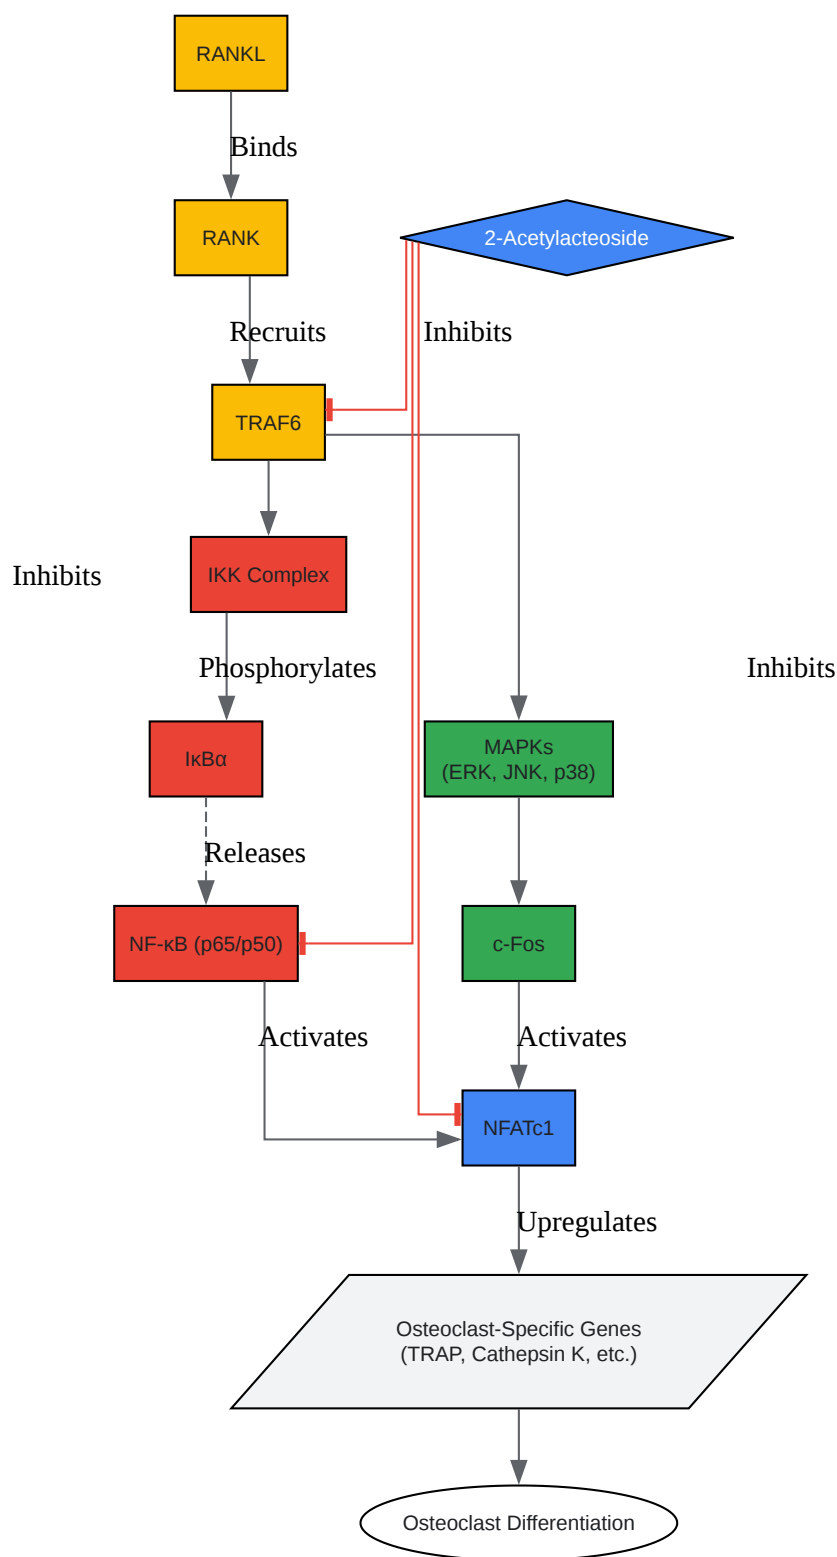 RANKL
Binds
RANK
2-Acetylacteoside
Recruits
Inhibits
TRAF6
IKK Complex
Inhibits
Phosphorylates
Inhibits
IκBα
MAPKs
(ERK, JNK, p38)
Releases
NF-κB (p65/p50)
c-Fos
Activates
Activates
NFATc1
Upregulates
Osteoclast-Specific Genes
(TRAP, Cathepsin K, etc.)
Osteoclast Differentiation